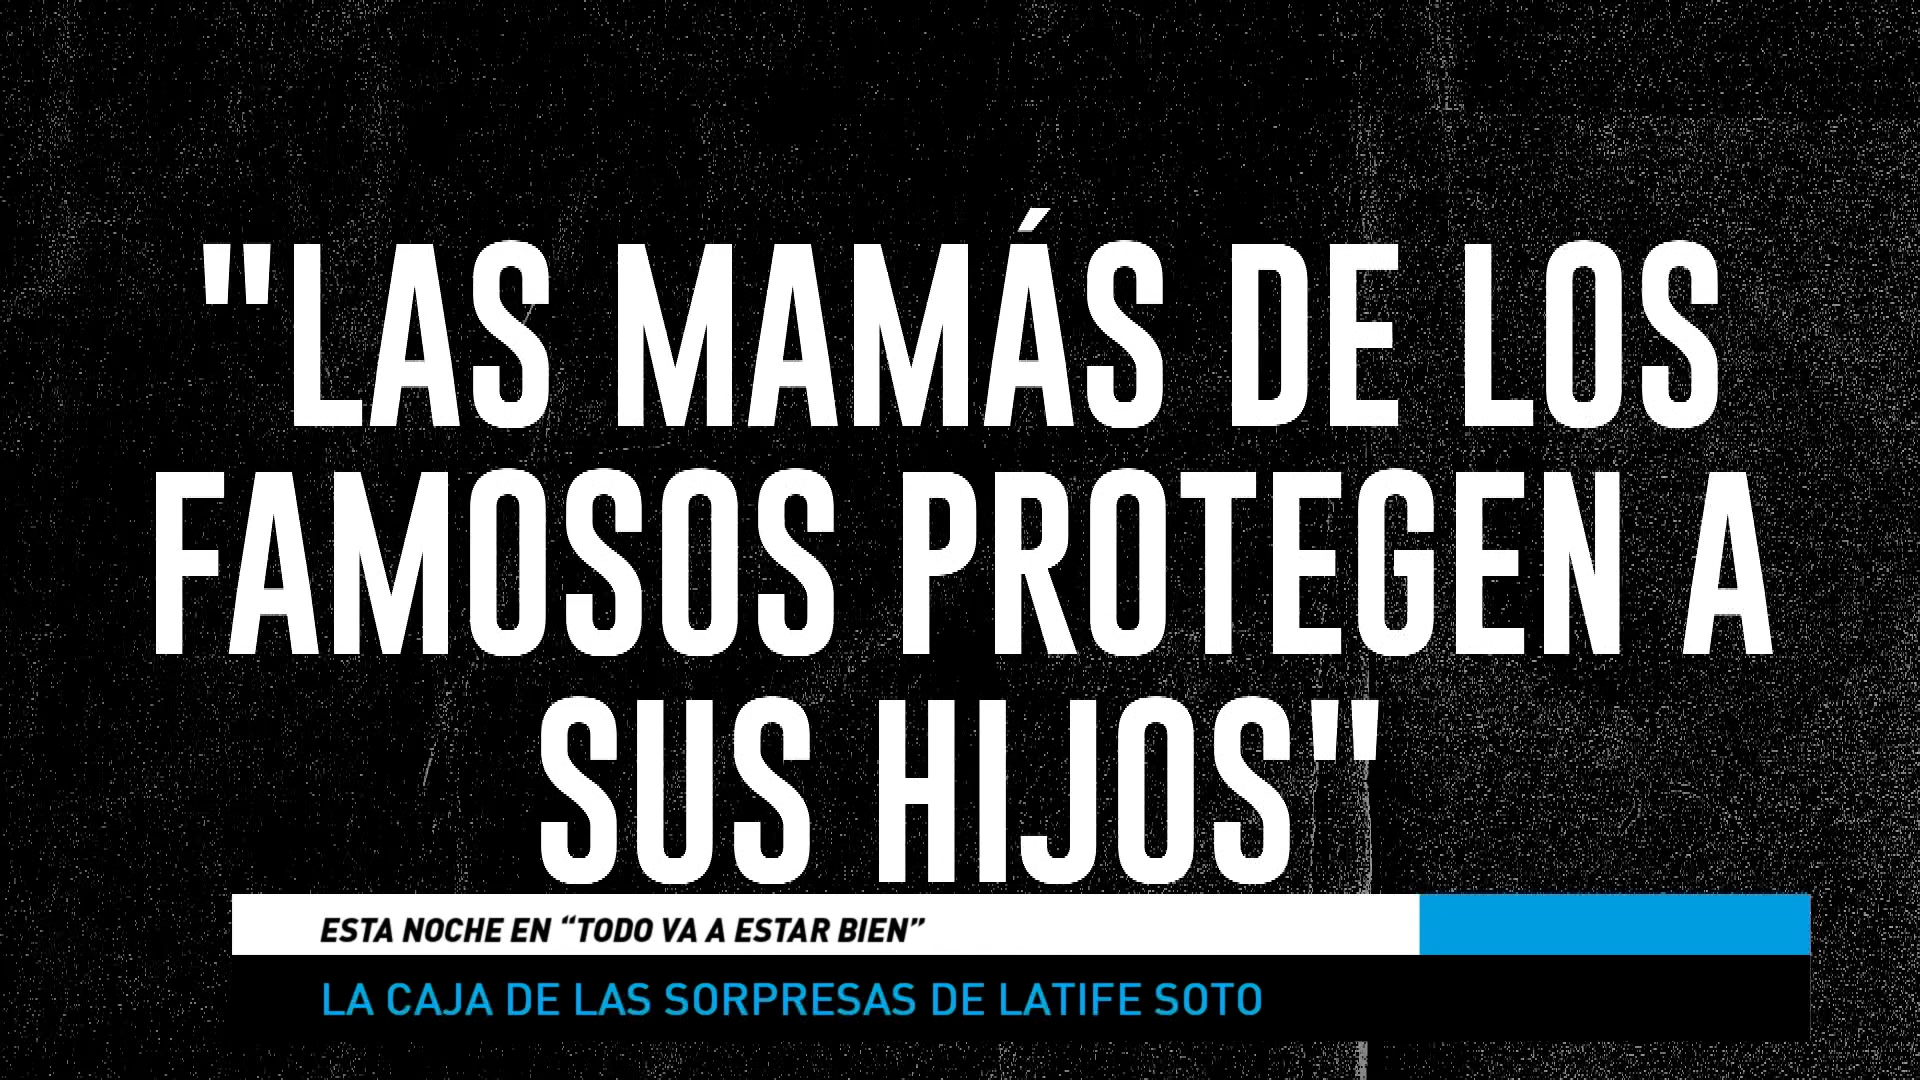 "LAS MAMÁS DE LOS
FAMOSOS PROTEGEN A
SUS HIJOS"
ESTA NOCHE EN “TODO VA A ESTAR BIEN”
LA CAJA DE LAS SORPRESAS DE LATIFE SOTO